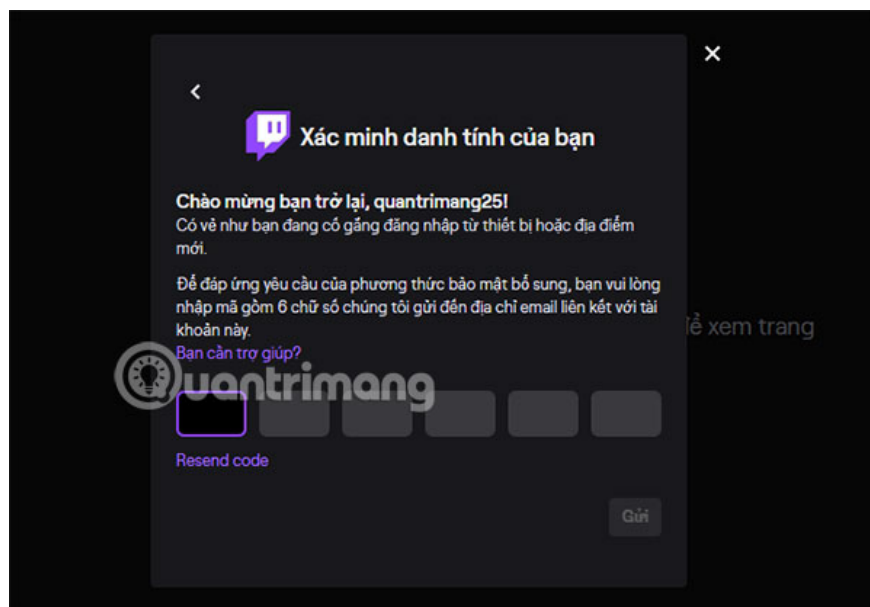 Xác minh danh tính của bạn
Chào mừng bạn trở lại, quantrimang25!
Có vẻ như bạn đang cố gắng đăng nhập từ thiết bị hoặc địa điểm
mới.
Để đáp ứng yêu cầu của phương thức bảo mật bổ sung, bạn vui lòng
nhập mã gồm 6 chữ số chúng tôi gửi đến địa chỉ email liên kết với tài
khoản này.
để xem trang
Bạn cần trợ giúp?
Quantrimang
Resend code
Gửi